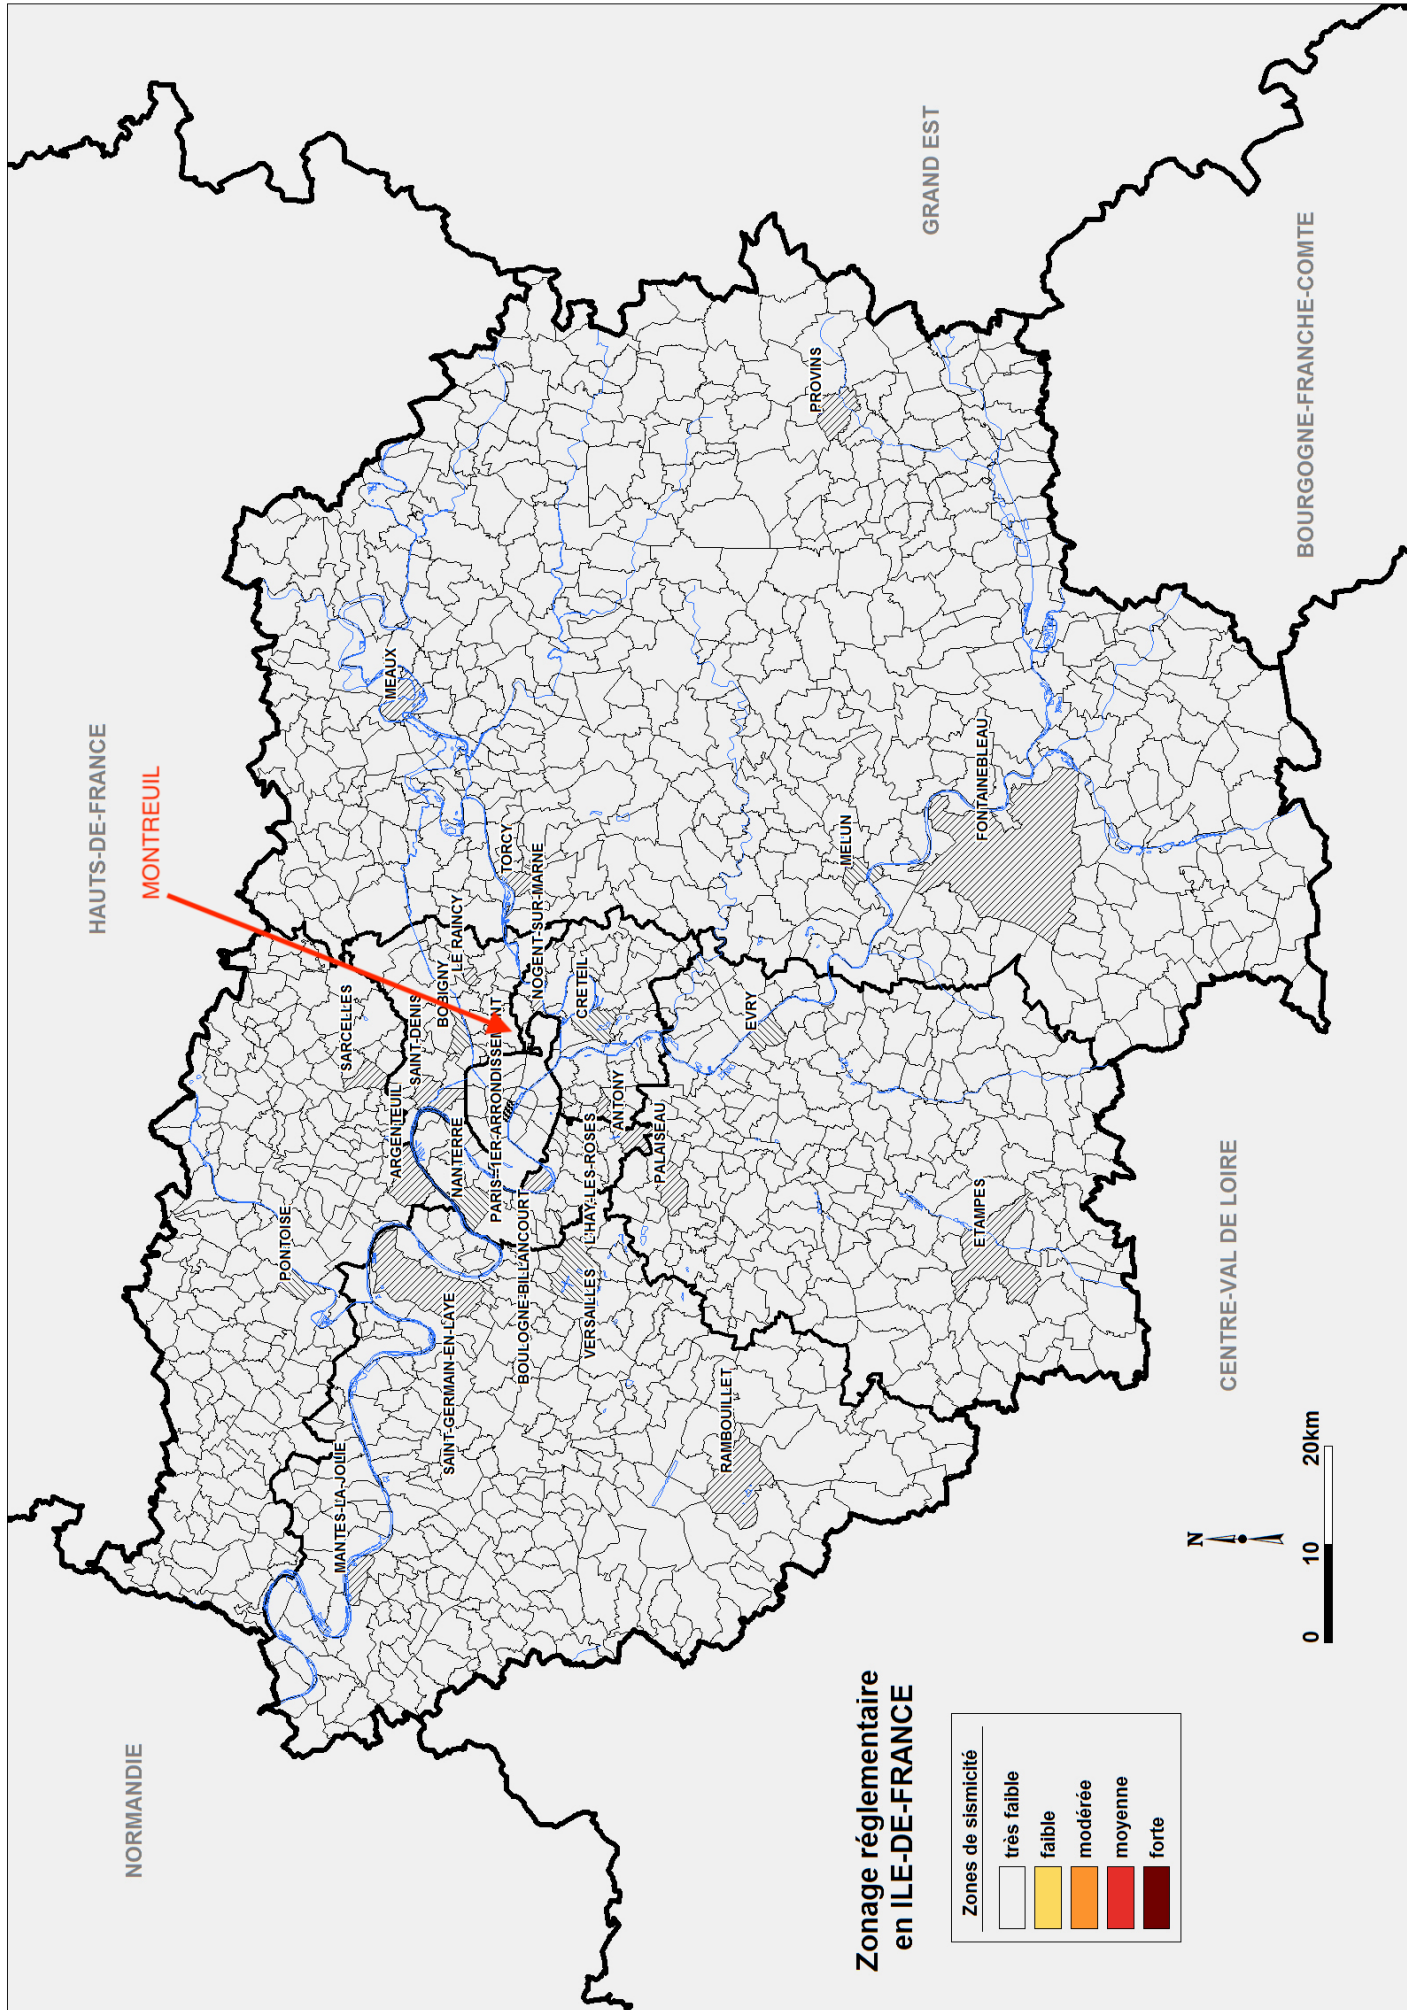 HAUTS-DE-FRANCE
MONTREUIL
NORMANDIE
GRAND EST
BOURGOGNE-FRANCHE-COMTE
CENTRE-VAL DE LOIRE
PONTOISE
SARCELLES
MEAUX
MANTES-LA-JOLIE
ARGENTEUIL
SAINT-DENIS
BOBIGNY
LE RAINCY
SAINT-GERMAIN-EN-LAYE
NANTERRE
PARIS-1ER-ARRONDISSEMENT
TORCY
BOULOGNE-BILLANCOURT
NOGENT-SUR-MARNE
VERSAILLES
L'HAY-LES-ROSES
CRETEIL
ANTONY
PALAISEAU
RAMBOUILLET
EVRY
PROVINS
MELUN
ETAMPES
FONTAINEBLEAU
Zonage réglementaire
en ILE-DE-FRANCE
Zones de sismicité
très faible
faible
modérée
moyenne
forte
N
0 10 20km